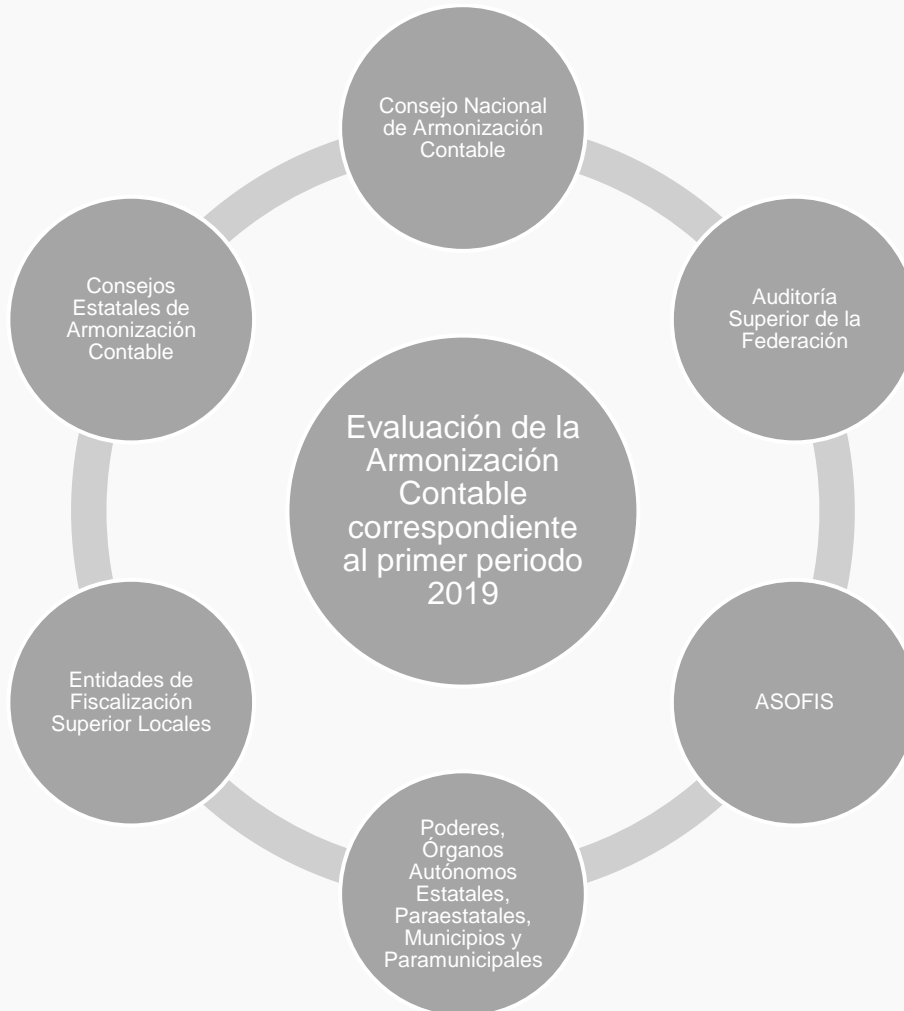 Consejo Nacional
de Armonización
Contable
Auditoría
Superior de la
Federación
ASOFIS
Poderes,
Órganos
Autónomos
Estatales,
Paraestatales,
Municipios y
Paramunicipales
Entidades de
Fiscalización
Superior Locales
Consejos
Estatales de
Armonización
Contable
Evaluación de la
Armonización
Contable
correspondiente
al primer periodo
2019